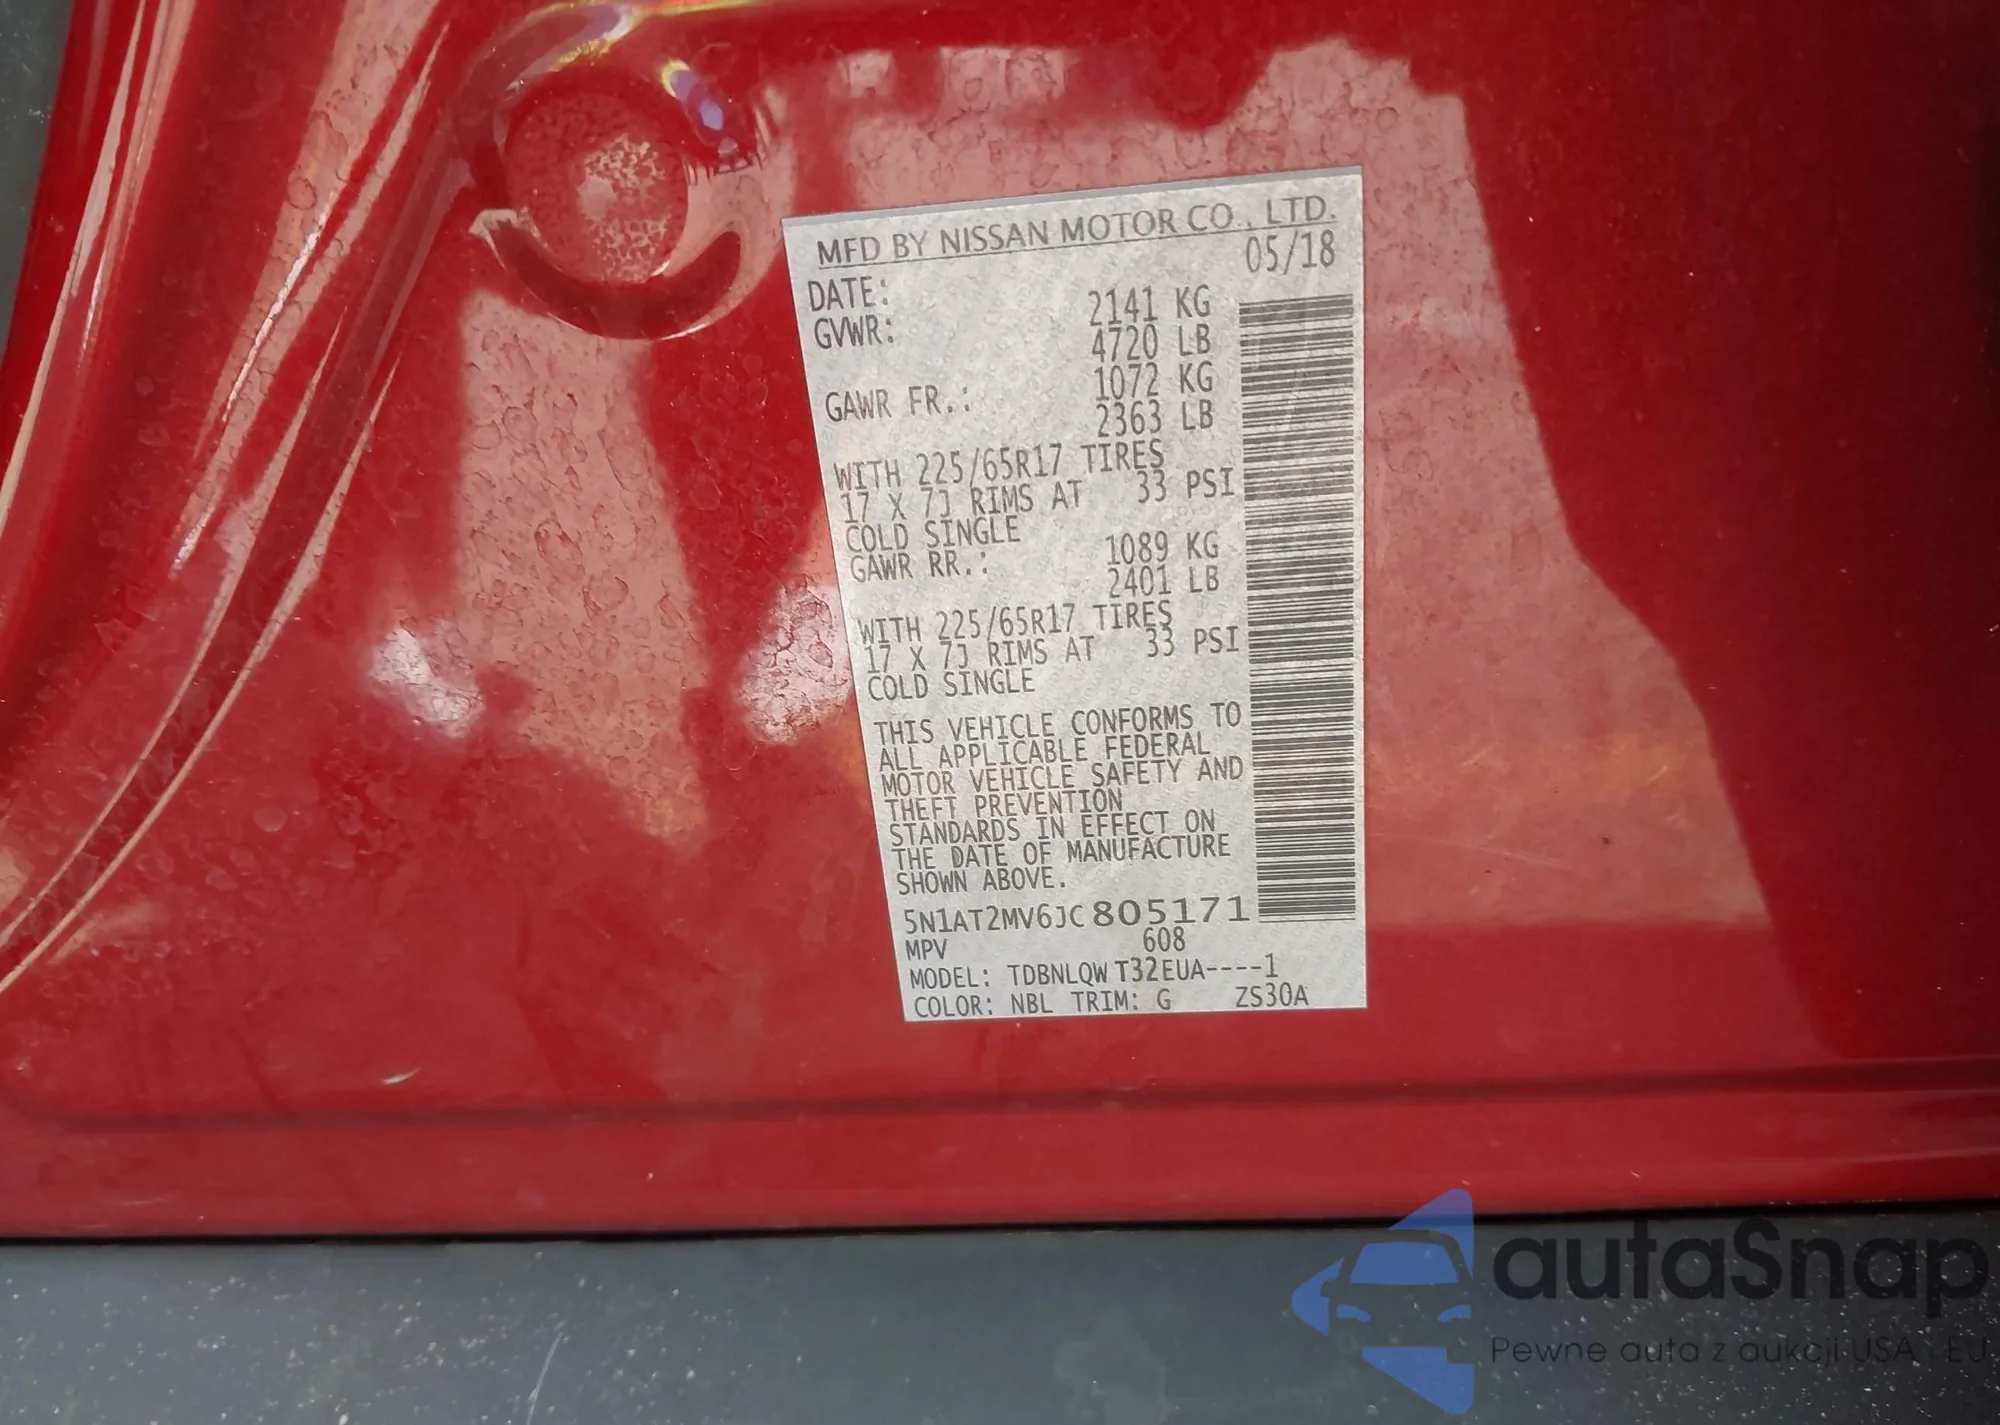 MFD BY NISSAN MOTOR CO., LTD.
DATE: 05/18
GVWR: 2141 KG
4720 LB
GAWR FR.: 1072 KG
2363 LB
WITH 225/65R17 TIRES
17 X 7J RIMS AT 33 PSI
COLD SINGLE
GAWR RR.: 1089 KG
2401 LB
WITH 225/65R17 TIRES
17 X 7J RIMS AT 33 PSI
COLD SINGLE
THIS VEHICLE CONFORMS TO
ALL APPLICABLE FEDERAL
MOTOR VEHICLE SAFETY AND
THEFT PREVENTION
STANDARDS IN EFFECT ON
THE DATE OF MANUFACTURE
SHOWN ABOVE.
5N1AT2MV6JC805171
MPV 608
MODEL: TDBNLQW T32EUA----1
COLOR: NBL TRIM: G ZS30A
autaSnap
Pewne auta z aukcji USA i EU